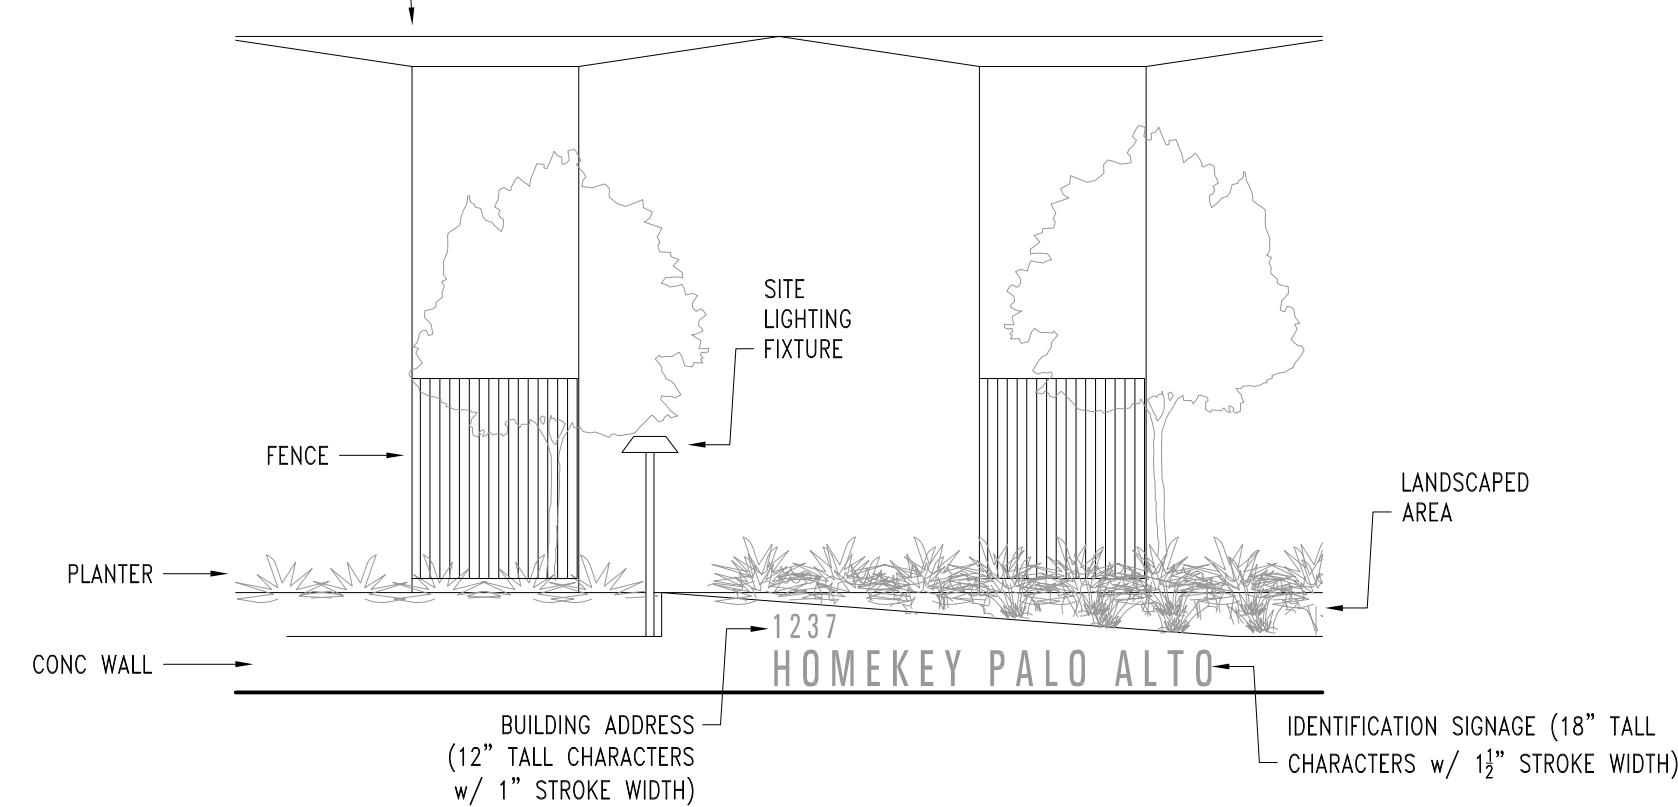 SITE
LIGHTING
FIXTURE
FENCE
LANDSCAPED
AREA
PLANTER
1237
CONC WALL
HOMEKEY PALO ALTO
BUILDING ADDRESS
(12” TALL CHARACTERS
w/ 1” STROKE WIDTH)
IDENTIFICATION SIGNAGE (18” TALL
CHARACTERS w/ 1½” STROKE WIDTH)